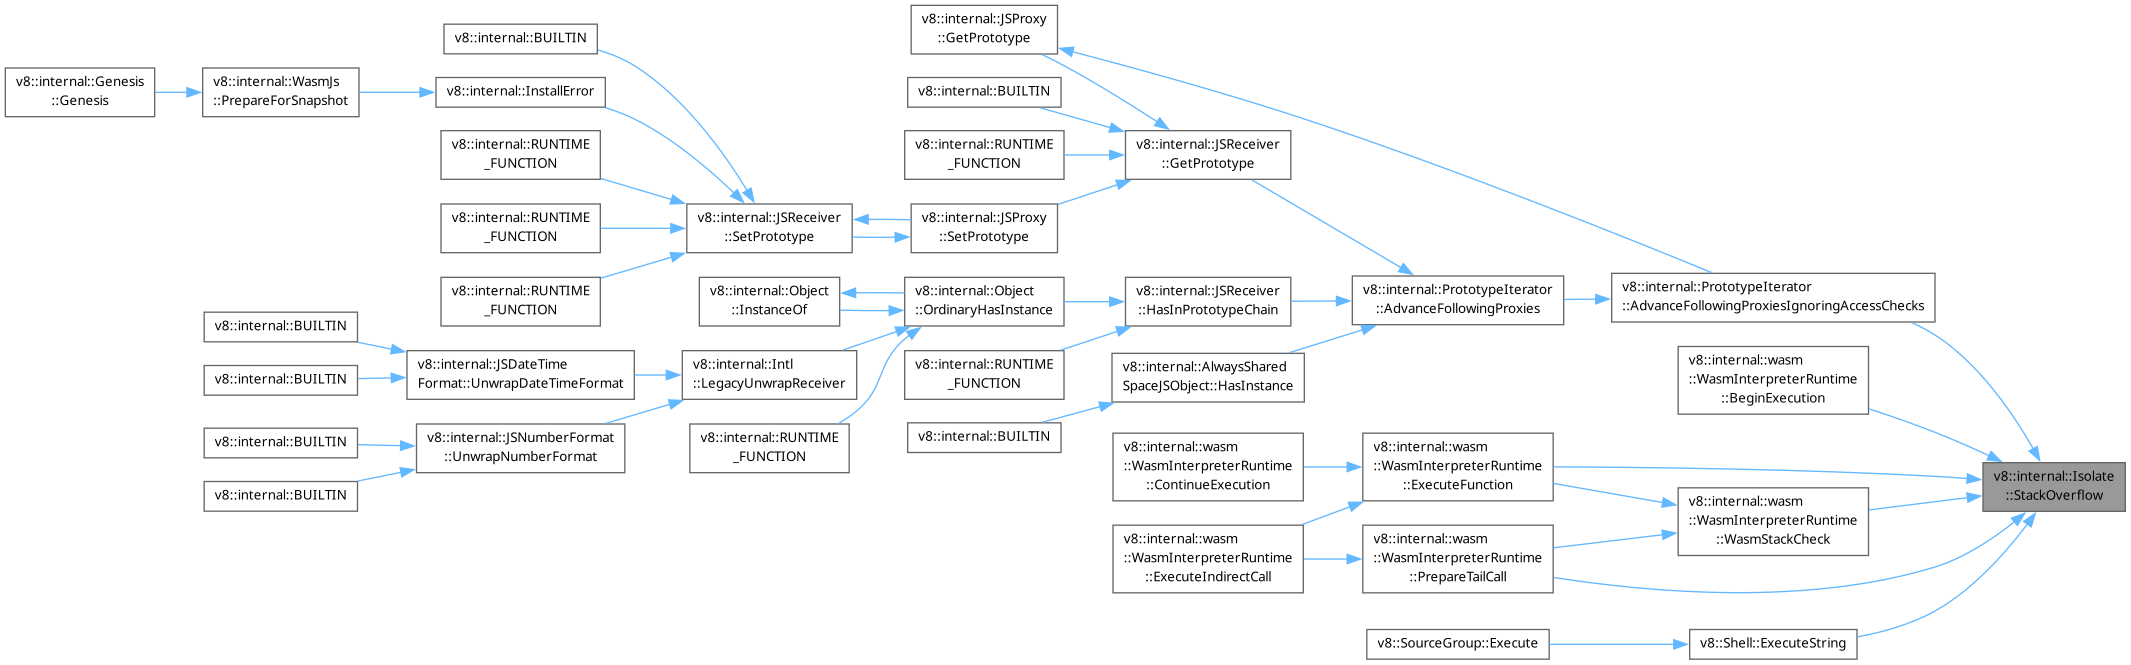 v8::internal::Genesis
::Genesis
v8::internal::WasmJs
::PrepareForSnapshot
v8::internal::BUILTIN
v8::internal::InstallError
v8::internal::RUNTIME
_FUNCTION
v8::internal::RUNTIME
_FUNCTION
v8::internal::RUNTIME
_FUNCTION
v8::internal::JSReceiver
::SetPrototype
v8::internal::JSProxy
::GetPrototype
v8::internal::BUILTIN
v8::internal::RUNTIME
_FUNCTION
v8::internal::JSProxy
::SetPrototype
v8::internal::JSReceiver
::GetPrototype
v8::internal::Object
::InstanceOf
v8::internal::Object
::OrdinaryHasInstance
v8::internal::JSReceiver
::HasInPrototypeChain
v8::internal::PrototypeIterator
::AdvanceFollowingProxies
v8::internal::PrototypeIterator
::AdvanceFollowingProxiesIgnoringAccessChecks
v8::internal::BUILTIN
v8::internal::BUILTIN
v8::internal::JSDateTime
Format::UnwrapDateTimeFormat
v8::internal::Intl
::LegacyUnwrapReceiver
v8::internal::RUNTIME
_FUNCTION
v8::internal::AlwaysShared
SpaceJSObject::HasInstance
v8::internal::wasm
::WasmInterpreterRuntime
::BeginExecution
v8::internal::BUILTIN
v8::internal::BUILTIN
v8::internal::JSNumberFormat
::UnwrapNumberFormat
v8::internal::RUNTIME
_FUNCTION
v8::internal::BUILTIN
v8::internal::wasm
::WasmInterpreterRuntime
::ContinueExecution
v8::internal::wasm
::WasmInterpreterRuntime
::ExecuteFunction
v8::internal::Isolate
::StackOverflow
v8::internal::wasm
::WasmInterpreterRuntime
::WasmStackCheck
v8::internal::wasm
::WasmInterpreterRuntime
::ExecuteIndirectCall
v8::internal::wasm
::WasmInterpreterRuntime
::PrepareTailCall
v8::SourceGroup::Execute
v8::Shell::ExecuteString